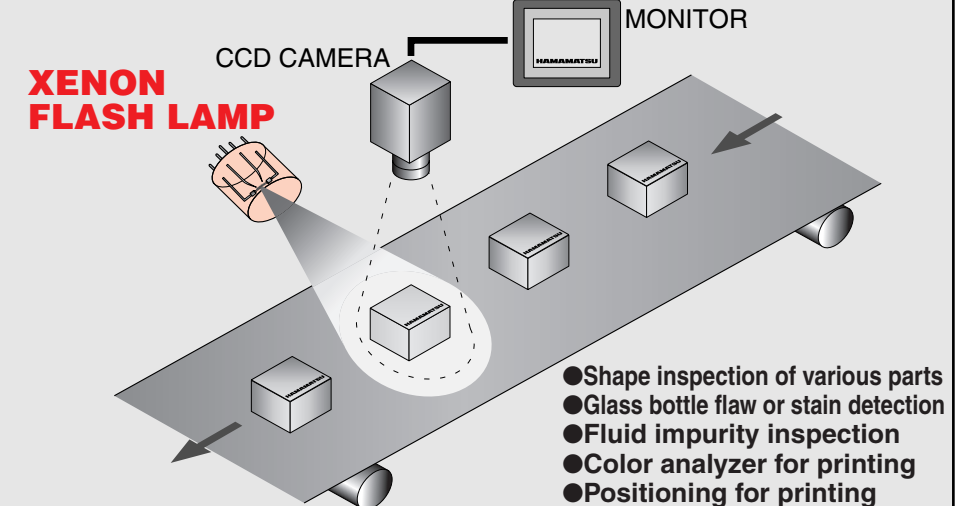 MONITOR
CCD CAMERA
HAMAMATSU
XENON
FLASH LAMP
HAMAMATSU
HAMAMATSU
HAMAMATSU
HAMAMATSU
●Shape inspection of various parts
●Glass bottle flaw or stain detection
●Fluid impurity inspection
●Color analyzer for printing
●Positioning for printing